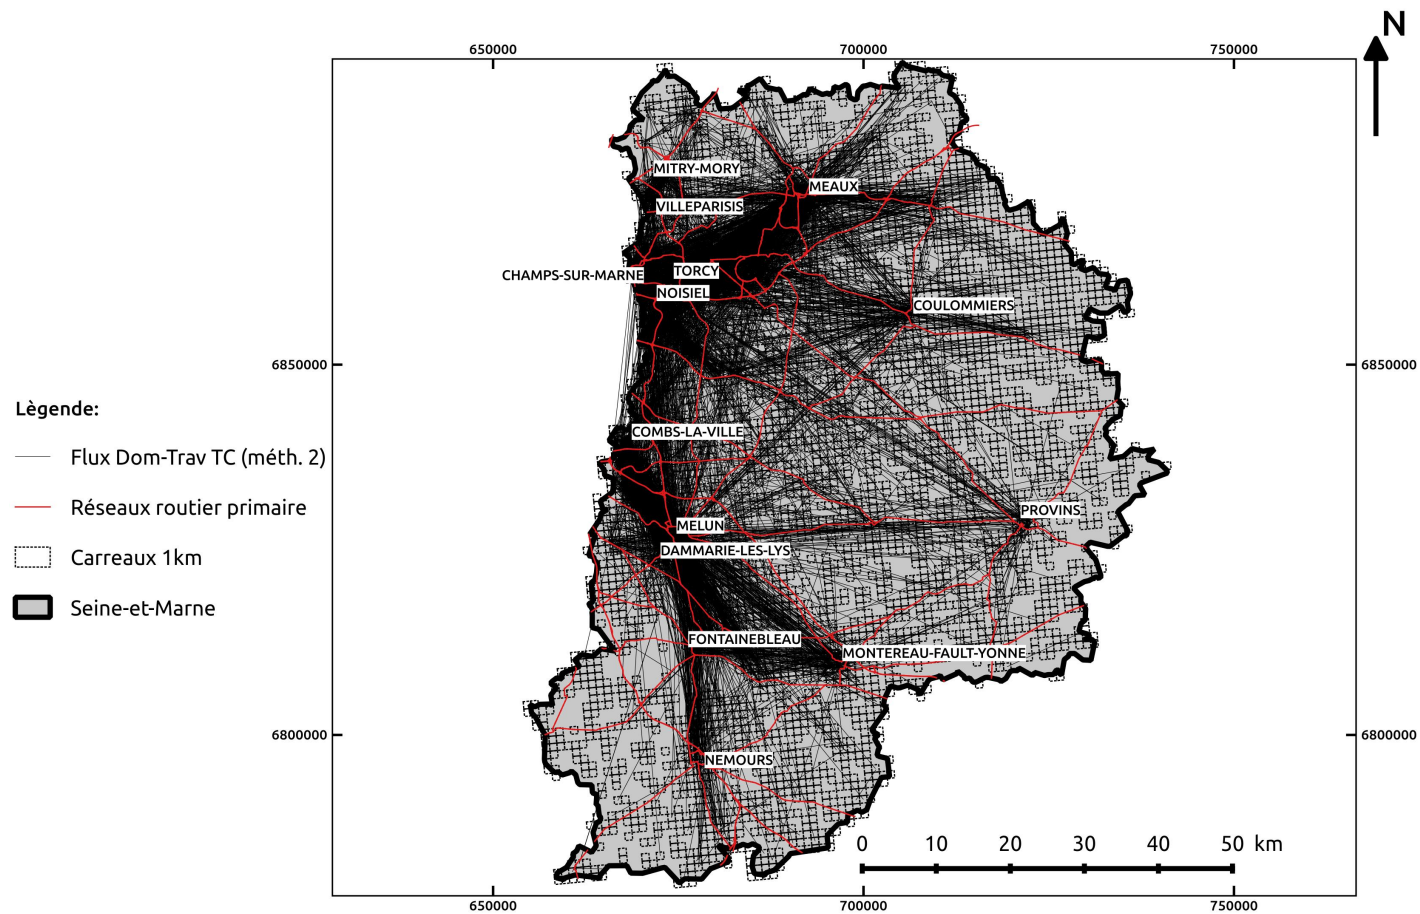 N
650000 700000 750000
MITRY-MORY
MEAUX
VILLEPARISIS
CHAMPS-SUR-MARNE
TORCY
NOISIEL
COULOMMIERS
6850000 6850000
Lègende:
COMBS-LA-VILLE
Flux Dom-Trav TC (méth. 2)
Réseaux routier primaire
PROVINS
MELUN
DAMMARIE-LES-LYS
Carreaux 1km
Seine-et-Marne
FONTAINEBLEAU
MONTEREAU-FAULT-YONNE
6800000 6800000
NEMOURS
0 10 20 30 40 50 km
650000 700000 750000